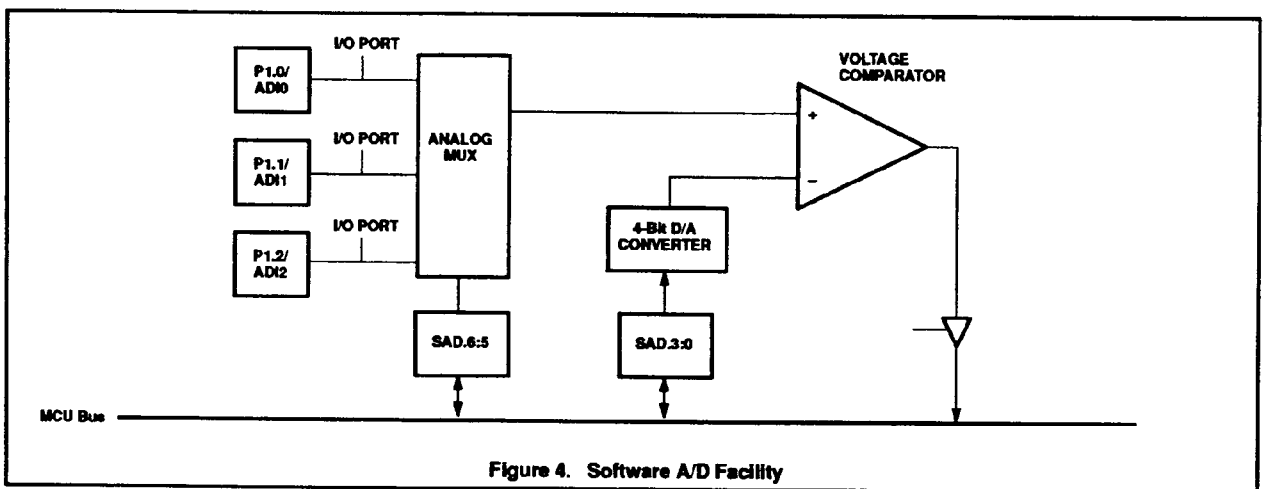 I/O PORT
P1.0/
ADI0
I/O PORT
P1.1/
ADI1
I/O PORT
P1.2/
ADI2
ANALOG
MUX
VOLTAGE
COMPARATOR
+
−
4-Bit D/A
CONVERTER
SAD.6:5
SAD.3:0
MCU Bus
Figure 4. Software A/D Facility